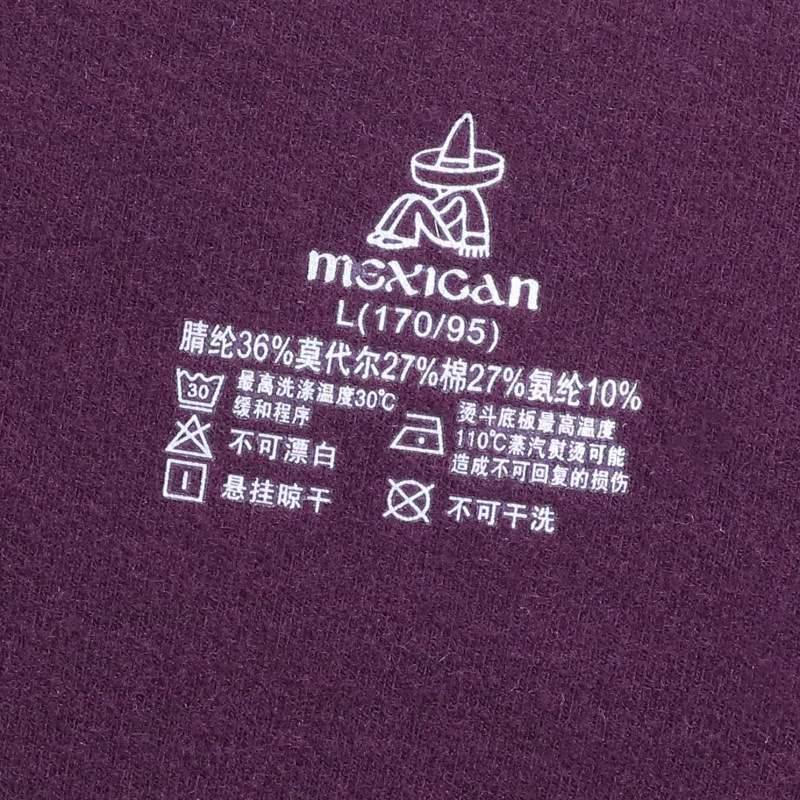 MEXICAN
L(170/95)
腈纶36%莫代尔27%棉27%氨纶10%
30
最高洗涤温度30℃
缓和程序
不可漂白
悬挂晾干
烫斗底板最高温度
110℃蒸汽熨烫可能
造成不可回复的损伤
不可干洗